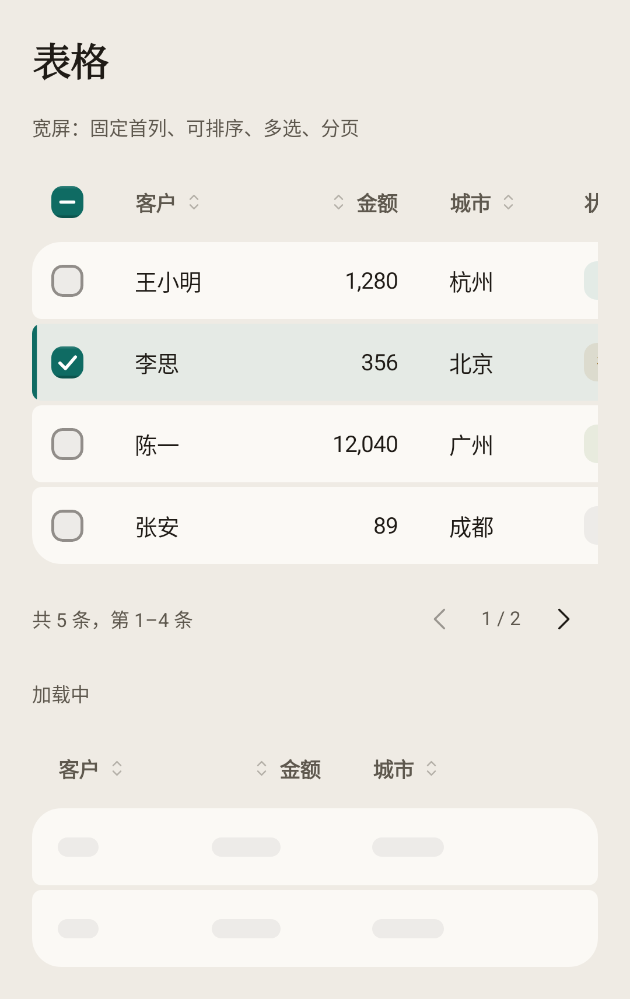 表格
宽屏：固定首列、可排序、多选、分页
客户 金额 城市
王小明 1,280 杭州
李思 356 北京
陈一 12,040 广州
张安 89 成都
共 5 条，第 1–4 条 1 / 2
加载中
客户 金额 城市